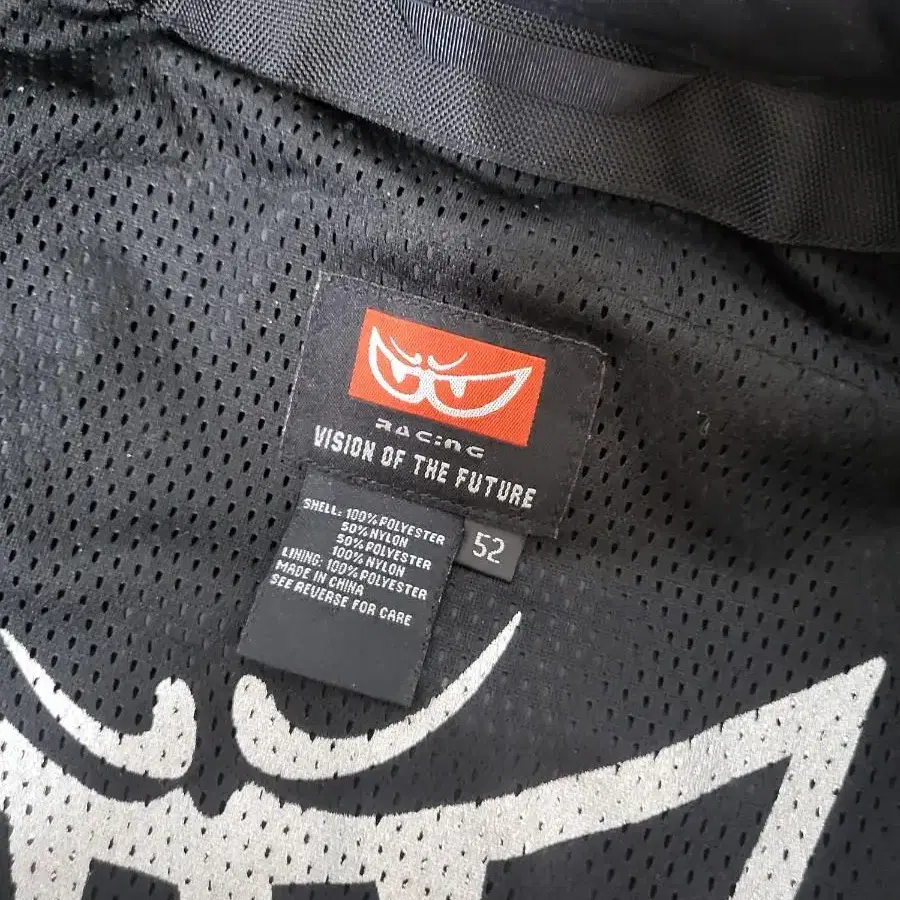 RACING
VISION OF THE FUTURE
52
SHELL: 100% POLYESTER
50% NYLON
50% POLYESTER
100% NYLON
LINING: 100% POLYESTER
MADE IN CHINA
SEE REVERSE FOR CARE